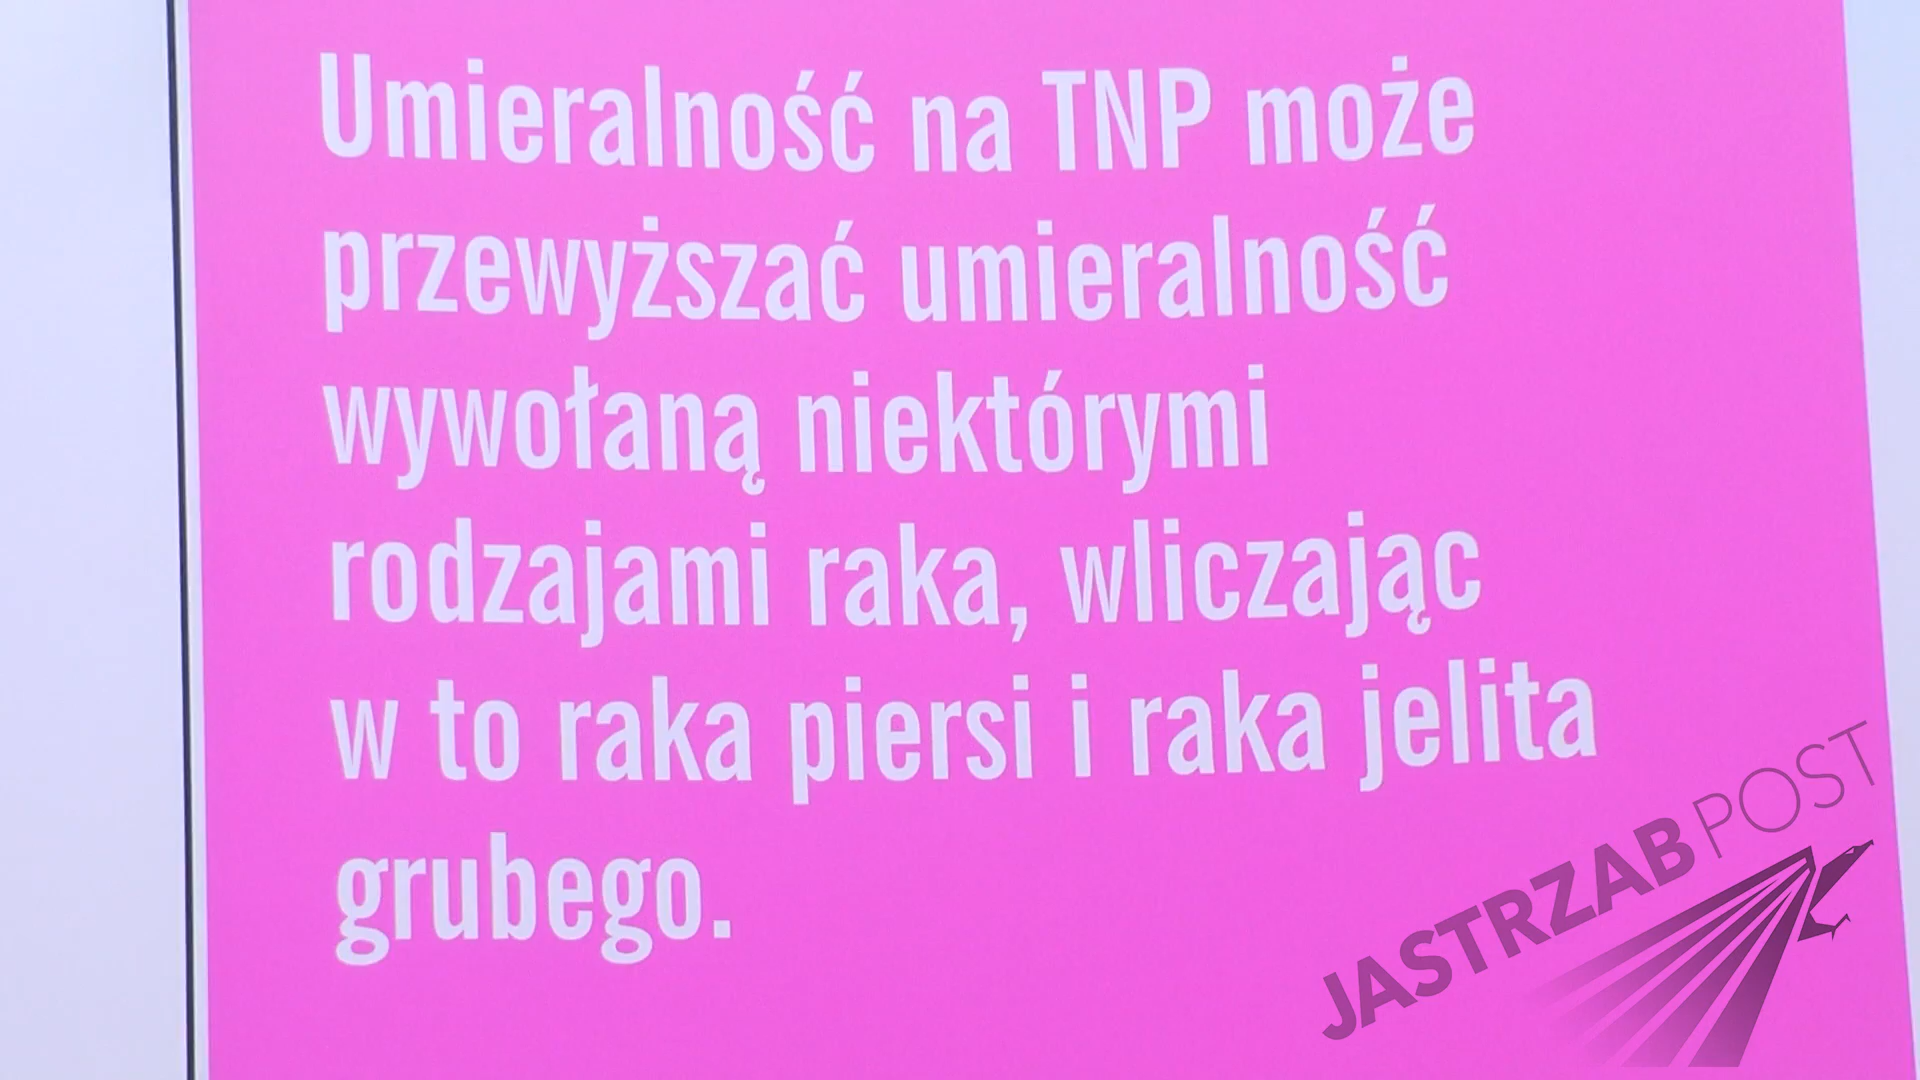 Umieralność na TNP może
przewyższać umieralność
wywołaną niektórymi
rodzajami raka, wliczając
w to raka piersi i raka jelita
grubego.
JASTRZAB POST